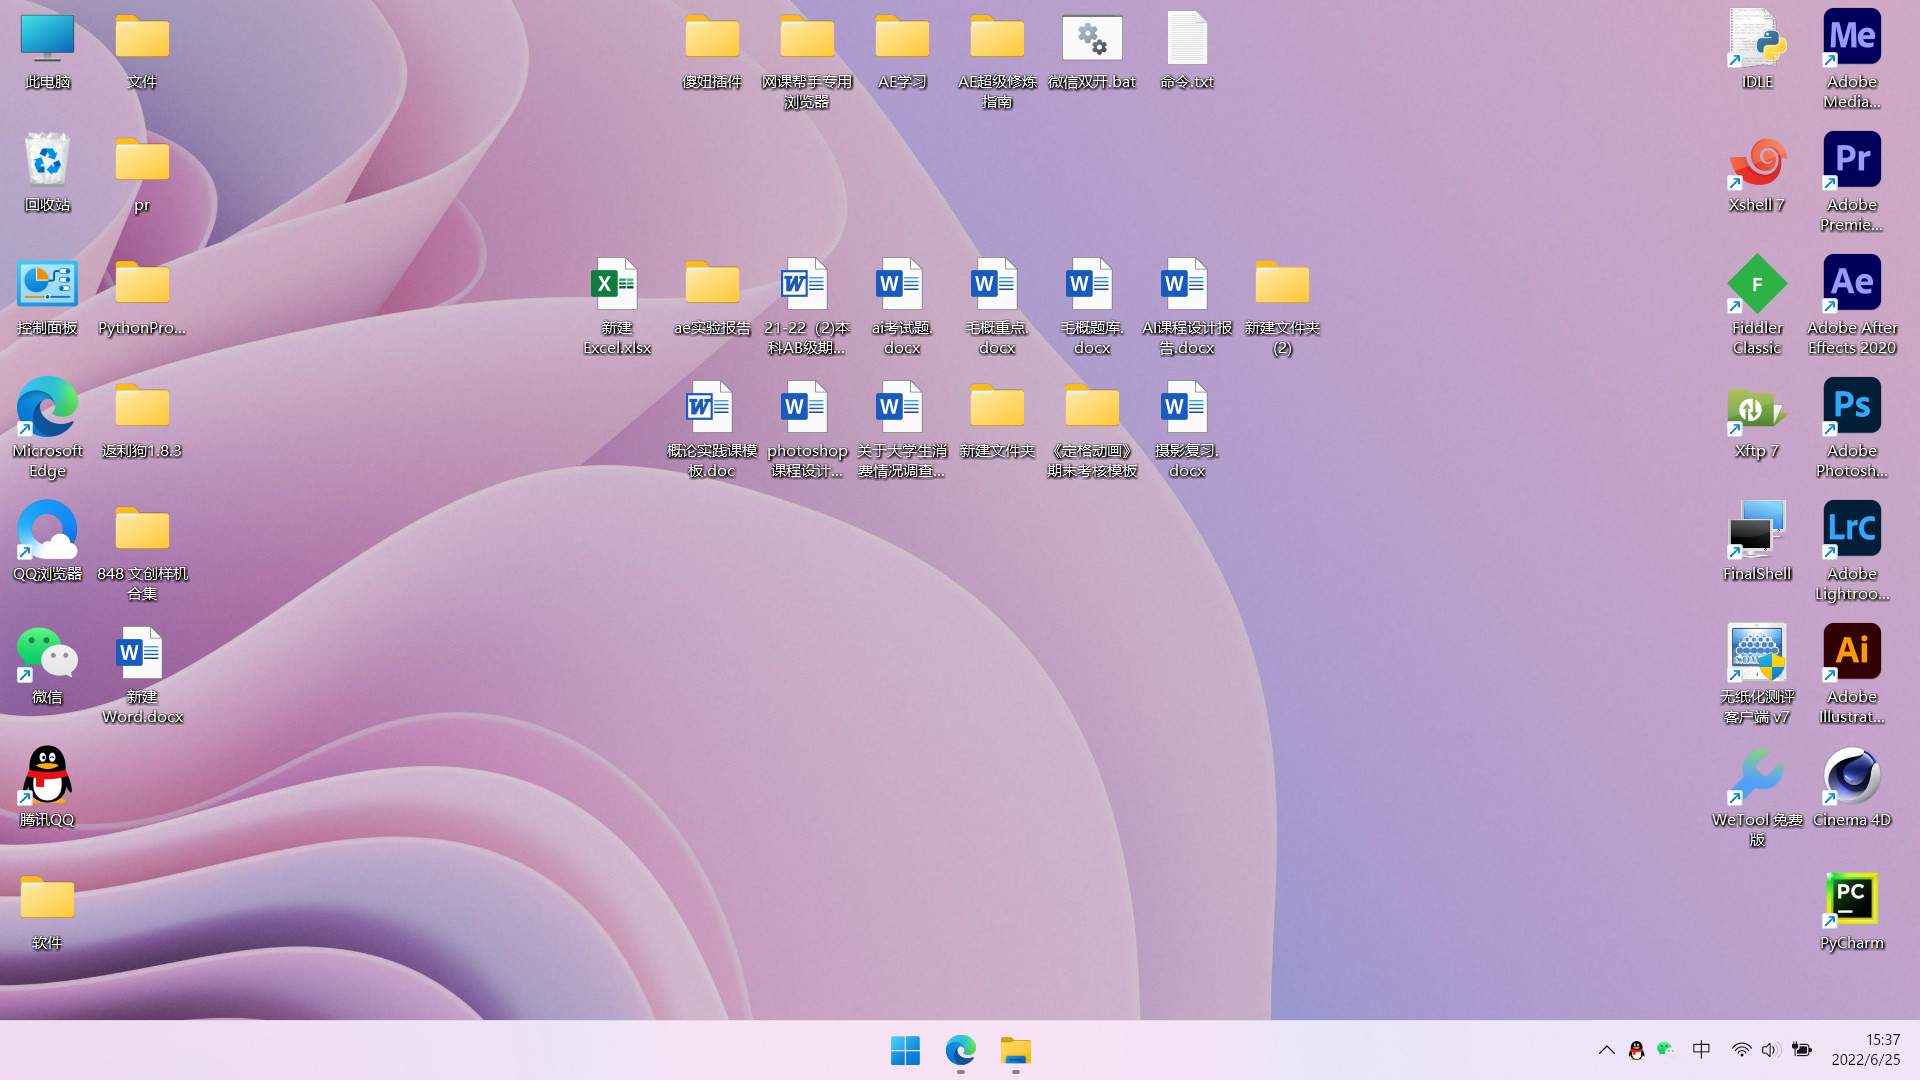 此电脑
文件
傻妞插件
网课帮手专用
浏览器
AE学习
AE超级修炼
指南
微信双开.bat
命令.txt
IDLE
Me
Adobe
Media...
回收站
pr
Xshell 7
Pr
Adobe
Premie...
控制面板
PythonPro...
新建
Excel.xlsx
ae实验报告
21-22（2)本
科AB级期...
ai考试题.
docx
毛概重点.
docx
毛概题库.
docx
AI课程设计报
告.docx
新建文件夹
(2)
Fiddler
Classic
Ae
Adobe After
Effects 2020
Microsoft
Edge
返利狗1.8.3
概论实践课模
板.doc
photoshop
课程设计...
关于大学生消
费情况调查...
新建文件夹
《定格动画》
期末考核模板
摄影复习.
docx
Xftp 7
Ps
Adobe
Photosh...
QQ浏览器
848 文创样机
合集
FinalShell
LrC
Adobe
Lightroo...
微信
新建
Word.docx
无纸化测评
客户端 v7
Ai
Adobe
Illustrat...
腾讯QQ
WeTool 免费
版
Cinema 4D
软件
PC
PyCharm
中
15:37
2022/6/25